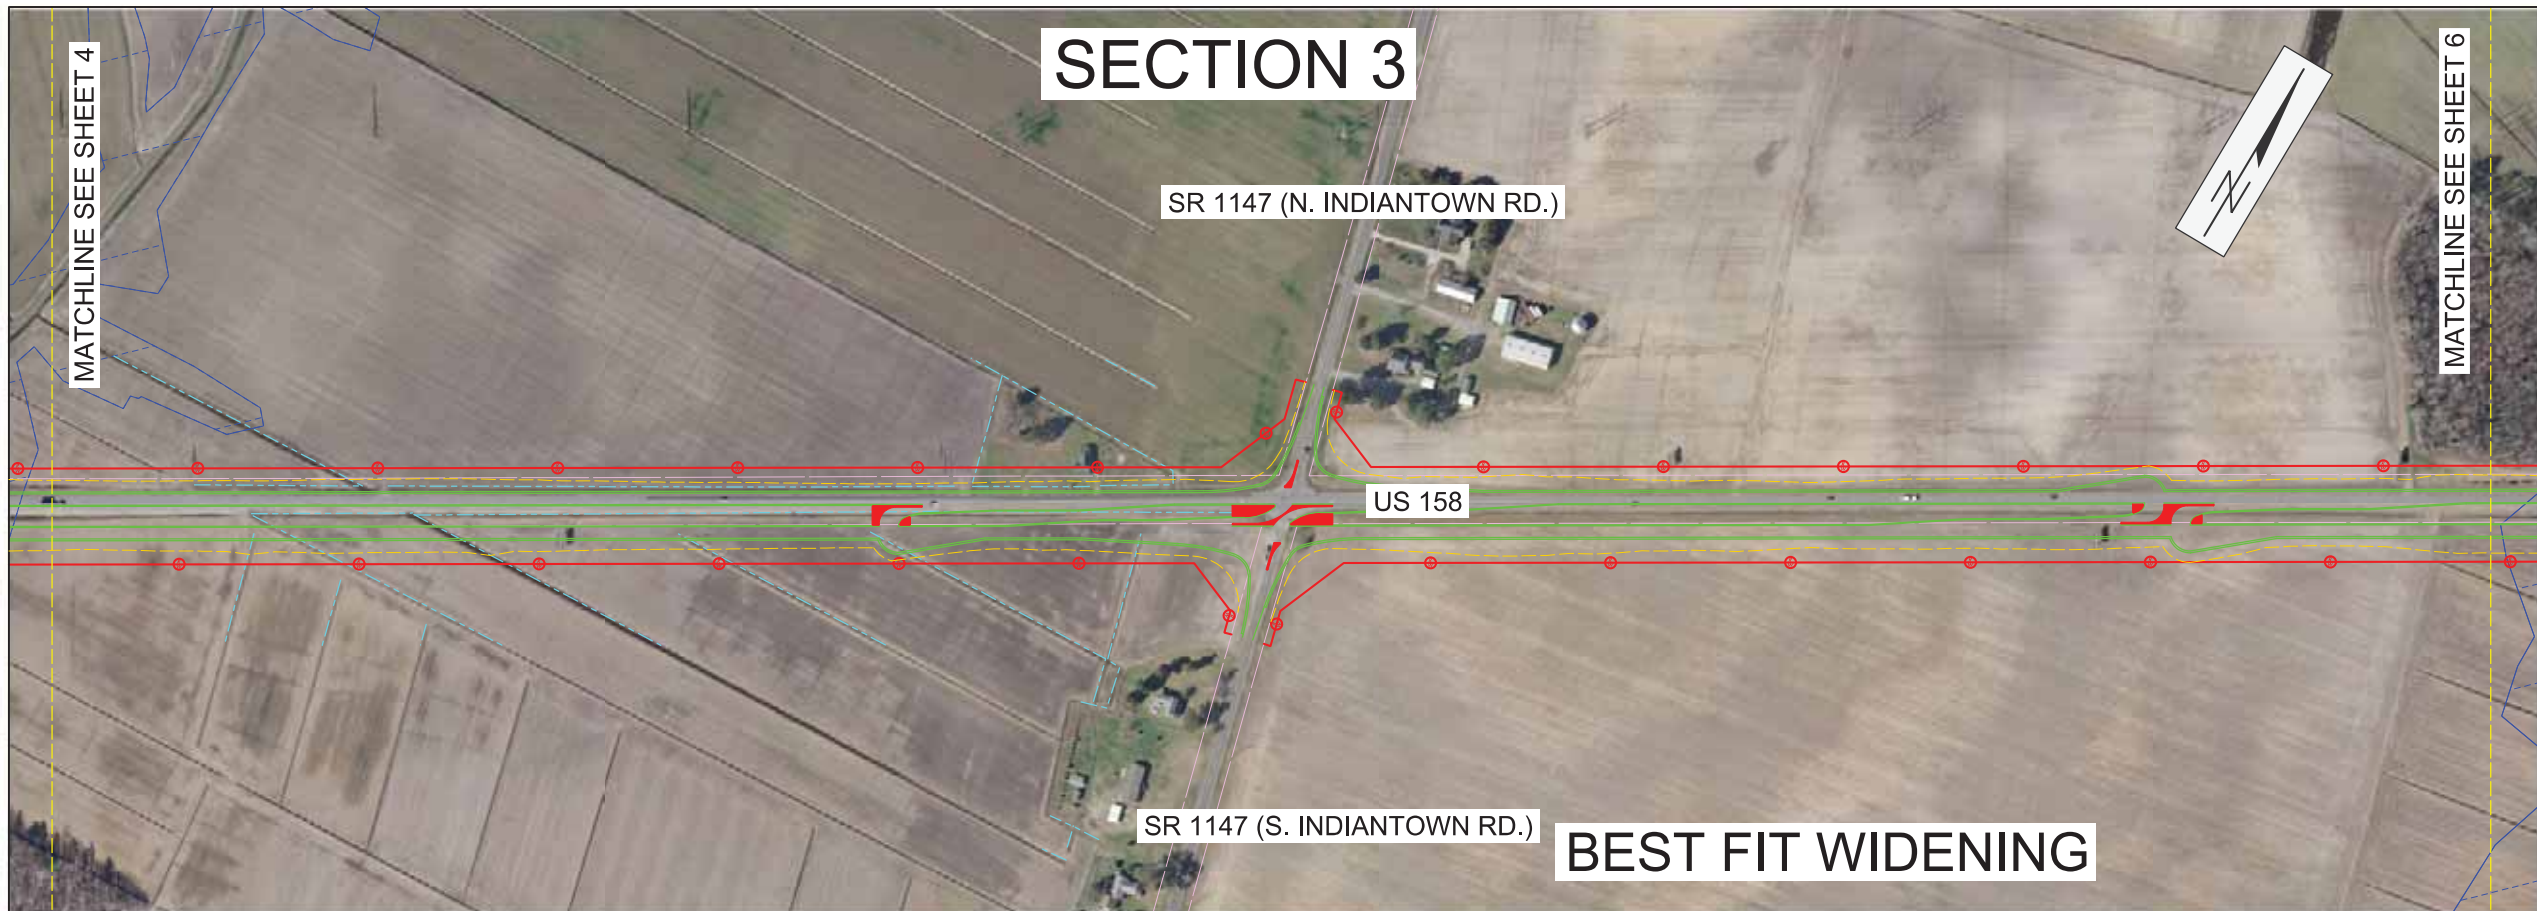 SECTION 3
MATCHLINE SEE SHEET 4
MATCHLINE SEE SHEET 6
N
SR 1147 (N. INDIANTOWN RD.)
US 158
SR 1147 (S. INDIANTOWN RD.)
BEST FIT WIDENING